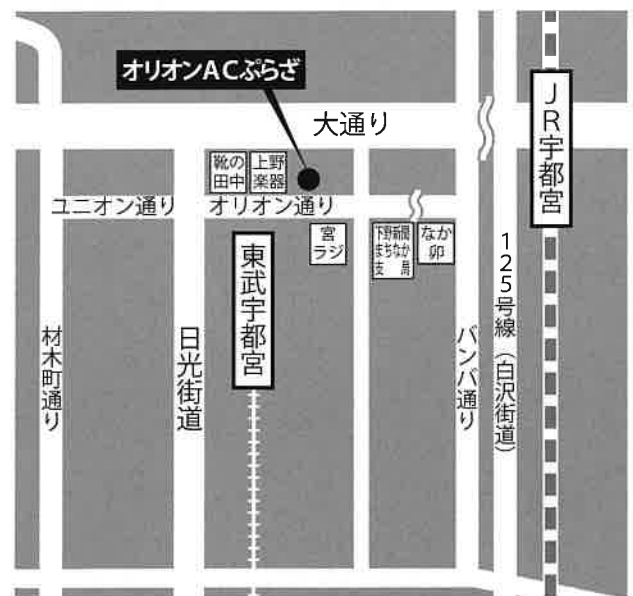 オリオンACぷらざ
大通り
JR宇都宮
靴の
田中
上野
楽器
ユニオン通り
オリオン通り
宮
ラジ
下野新聞
まちなか
支局
なか
卯
東武宇都宮
125号線（白沢街道）
材木町通り
日光街道
バンバ通り